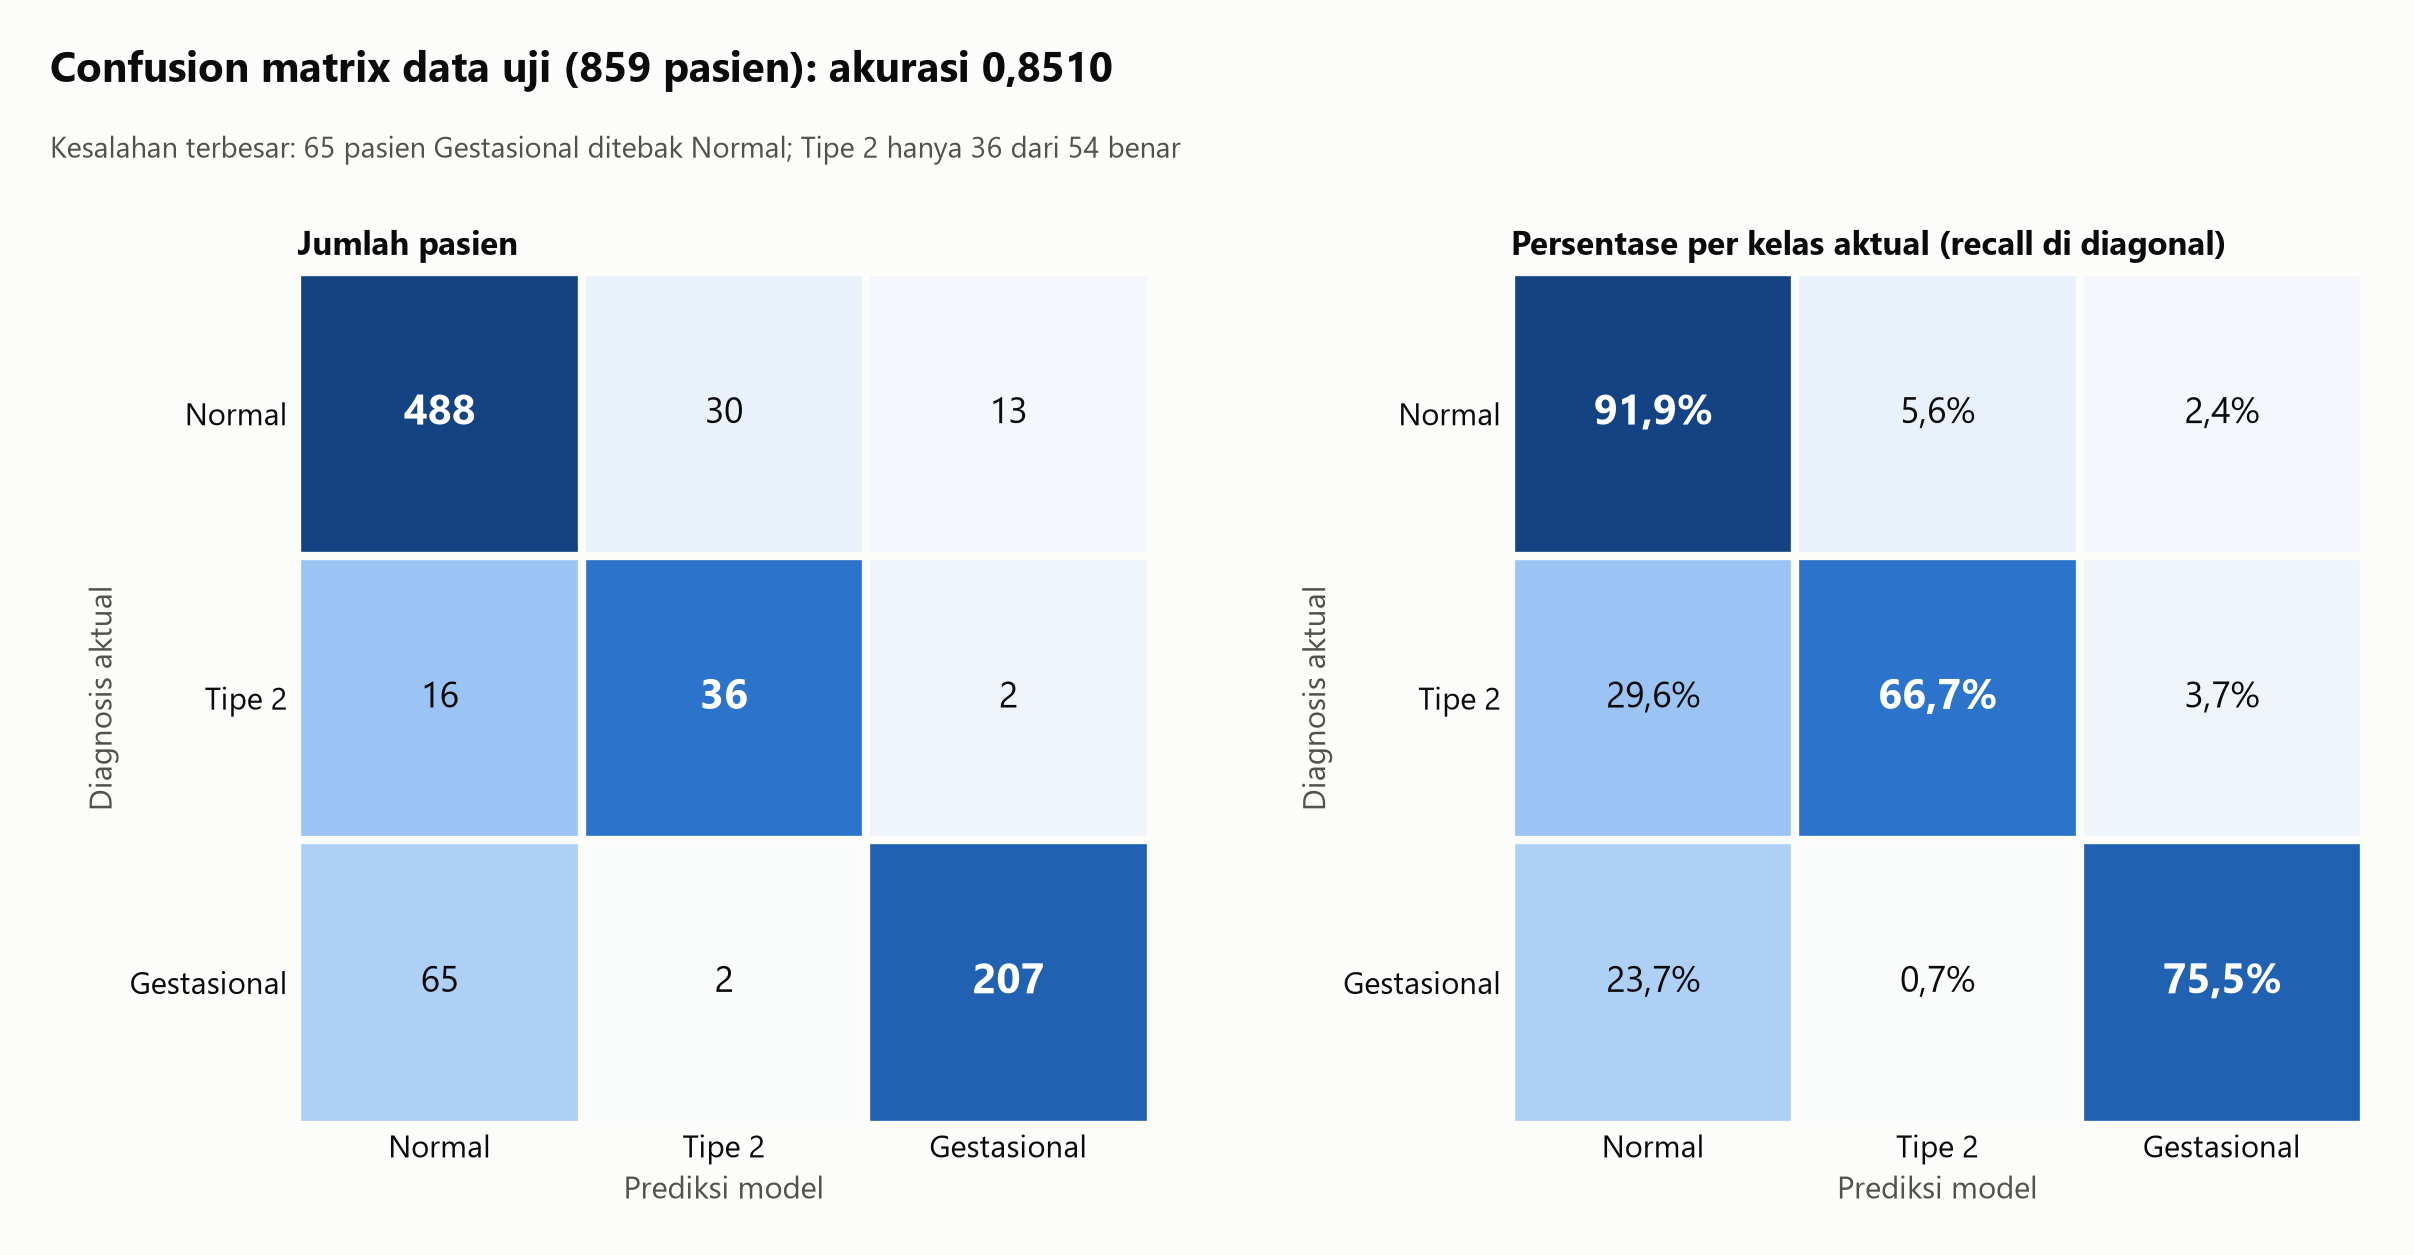 Confusion matrix data uji (859 pasien): akurasi 0,8510
Kesalahan terbesar: 65 pasien Gestasional ditebak Normal; Tipe 2 hanya 36 dari 54 benar
Jumlah pasien
Diagnosis aktual
Normal
488
30
13
Tipe 2
16
36
2
Gestasional
65
2
207
Normal
Tipe 2
Gestasional
Prediksi model
Persentase per kelas aktual (recall di diagonal)
Diagnosis aktual
Normal
91,9%
5,6%
2,4%
Tipe 2
29,6%
66,7%
3,7%
Gestasional
23,7%
0,7%
75,5%
Normal
Tipe 2
Gestasional
Prediksi model